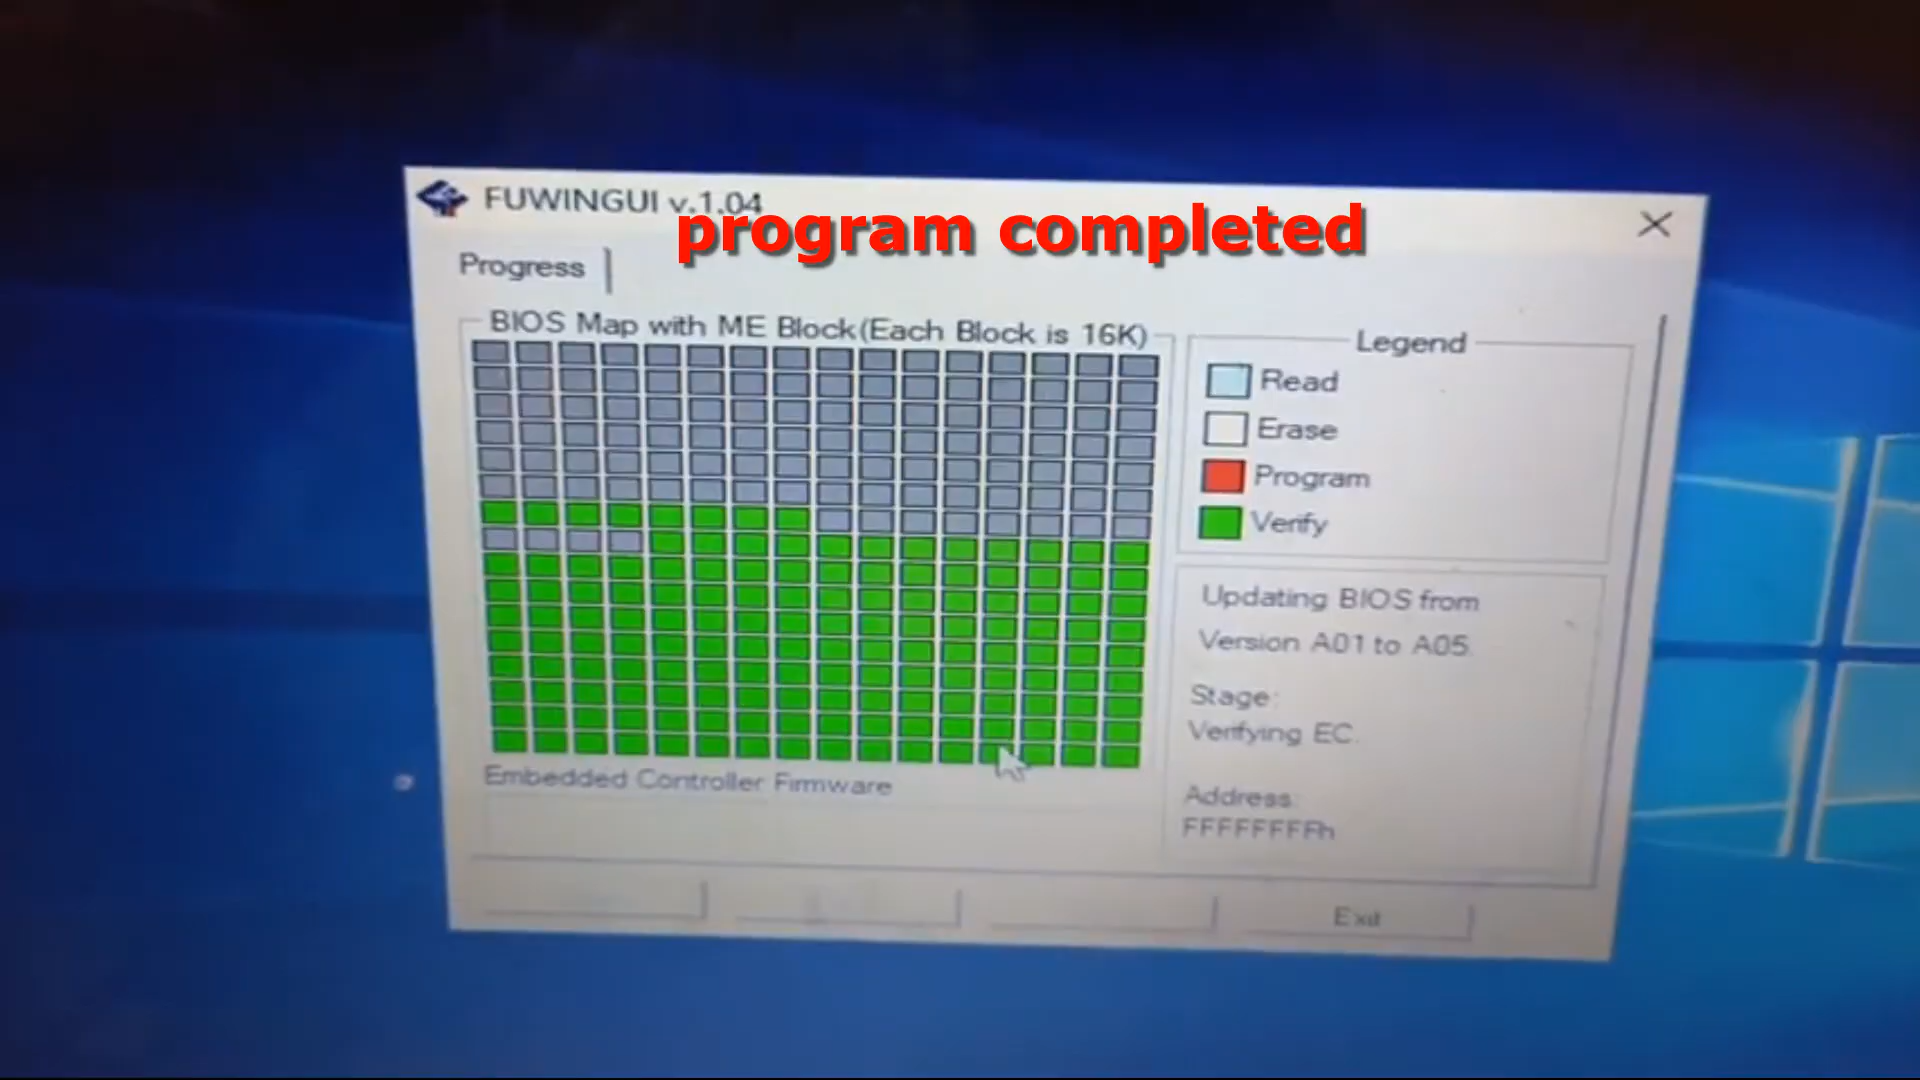 FUWINGUI v.1.04
program completed
Progress
BIOS Map with ME Block(Each Block is 16K)
Legend
Read
Erase
Program
Verify
Updating BIOS from
Version A01 to A05.
Stage:
Verifying EC.
Embedded Controller Firmware
Address:
FFFFFFFFh
Exit